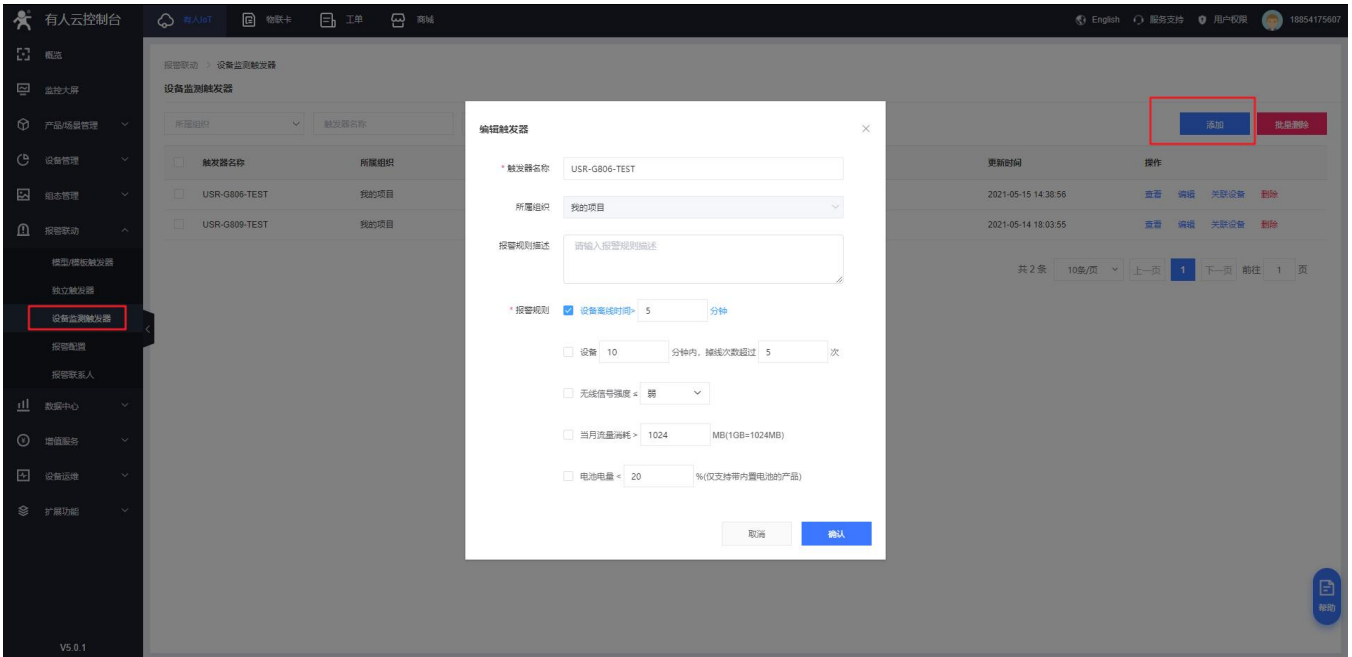 有人云控制台
有人IoT 物联卡 工单 商城
English 服务支持 用户权限 18854175607
概览
监控大屏
产品/场景管理
设备管理
组态管理
报警联动
模型/模板触发器
独立触发器
设备监测触发器
报警配置
报警联系人
数据中心
增值服务
设备运维
扩展功能
V5.0.1
报警联动 > 设备监测触发器
设备监测触发器
所属组织 触发器名称
添加 批量删除
触发器名称 所属组织 更新时间 操作
USR-G806-TEST 我的项目 2021-05-15 14:38:56 查看 编辑 关联设备 删除
USR-G809-TEST 我的项目 2021-05-14 18:03:55 查看 编辑 关联设备 删除
共 2 条 10条/页 上一页 1 下一页 前往 1 页
编辑触发器
* 触发器名称 USR-G806-TEST
所属组织 我的项目
报警规则描述 请输入报警规则描述
* 报警规则 设备离线时间> 5 分钟
设备 10 分钟内，掉线次数超过 5 次
无线信号强度 ≤ 弱
当月流量消耗 > 1024 MB(1GB=1024MB)
电池电量 < 20 %(仅支持带内置电池的产品)
取消 确认
帮助